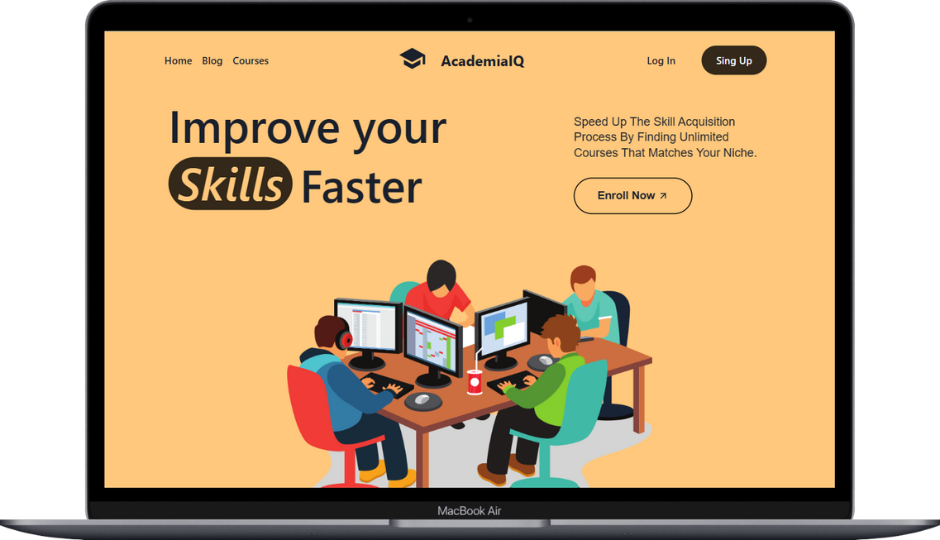 Home Blog Courses AcademiaIQ Log In Sing Up
Improve your
Skills Faster
Speed Up The Skill Acquisition
Process By Finding Unlimited
Courses That Matches Your Niche.
Enroll Now ↗
MacBook Air